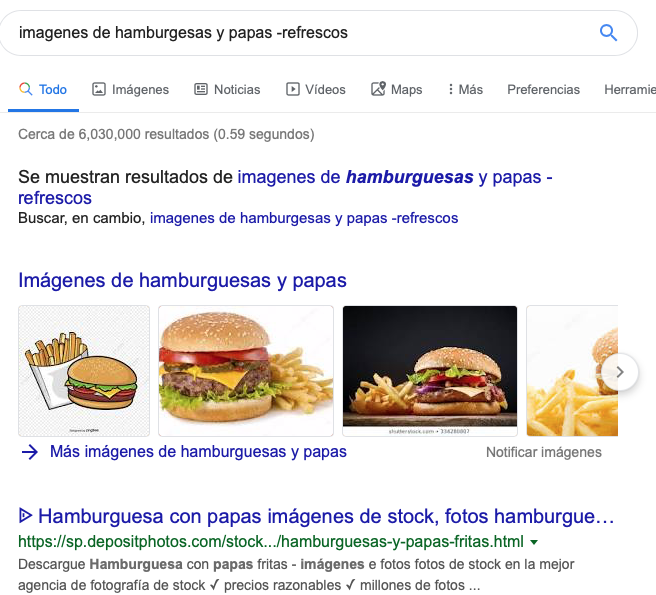 imagenes de hamburgesas y papas -refrescos
Todo Imágenes Noticias Vídeos Maps Más Preferencias Herramie
Cerca de 6,030,000 resultados (0.59 segundos)
Se muestran resultados de imagenes de hamburguesas y papas -
refrescos
Buscar, en cambio, imagenes de hamburgesas y papas -refrescos
Imágenes de hamburguesas y papas
shutterstock.com • 334280807
Más imágenes de hamburguesas y papas Notificar imágenes
Hamburguesa con papas imágenes de stock, fotos hamburgue…
https://sp.depositphotos.com/stock.../hamburguesas-y-papas-fritas.html
Descargue Hamburguesa con papas fritas - imágenes e fotos fotos de stock en la mejor
agencia de fotografía de stock ✓ precios razonables ✓ millones de fotos ...